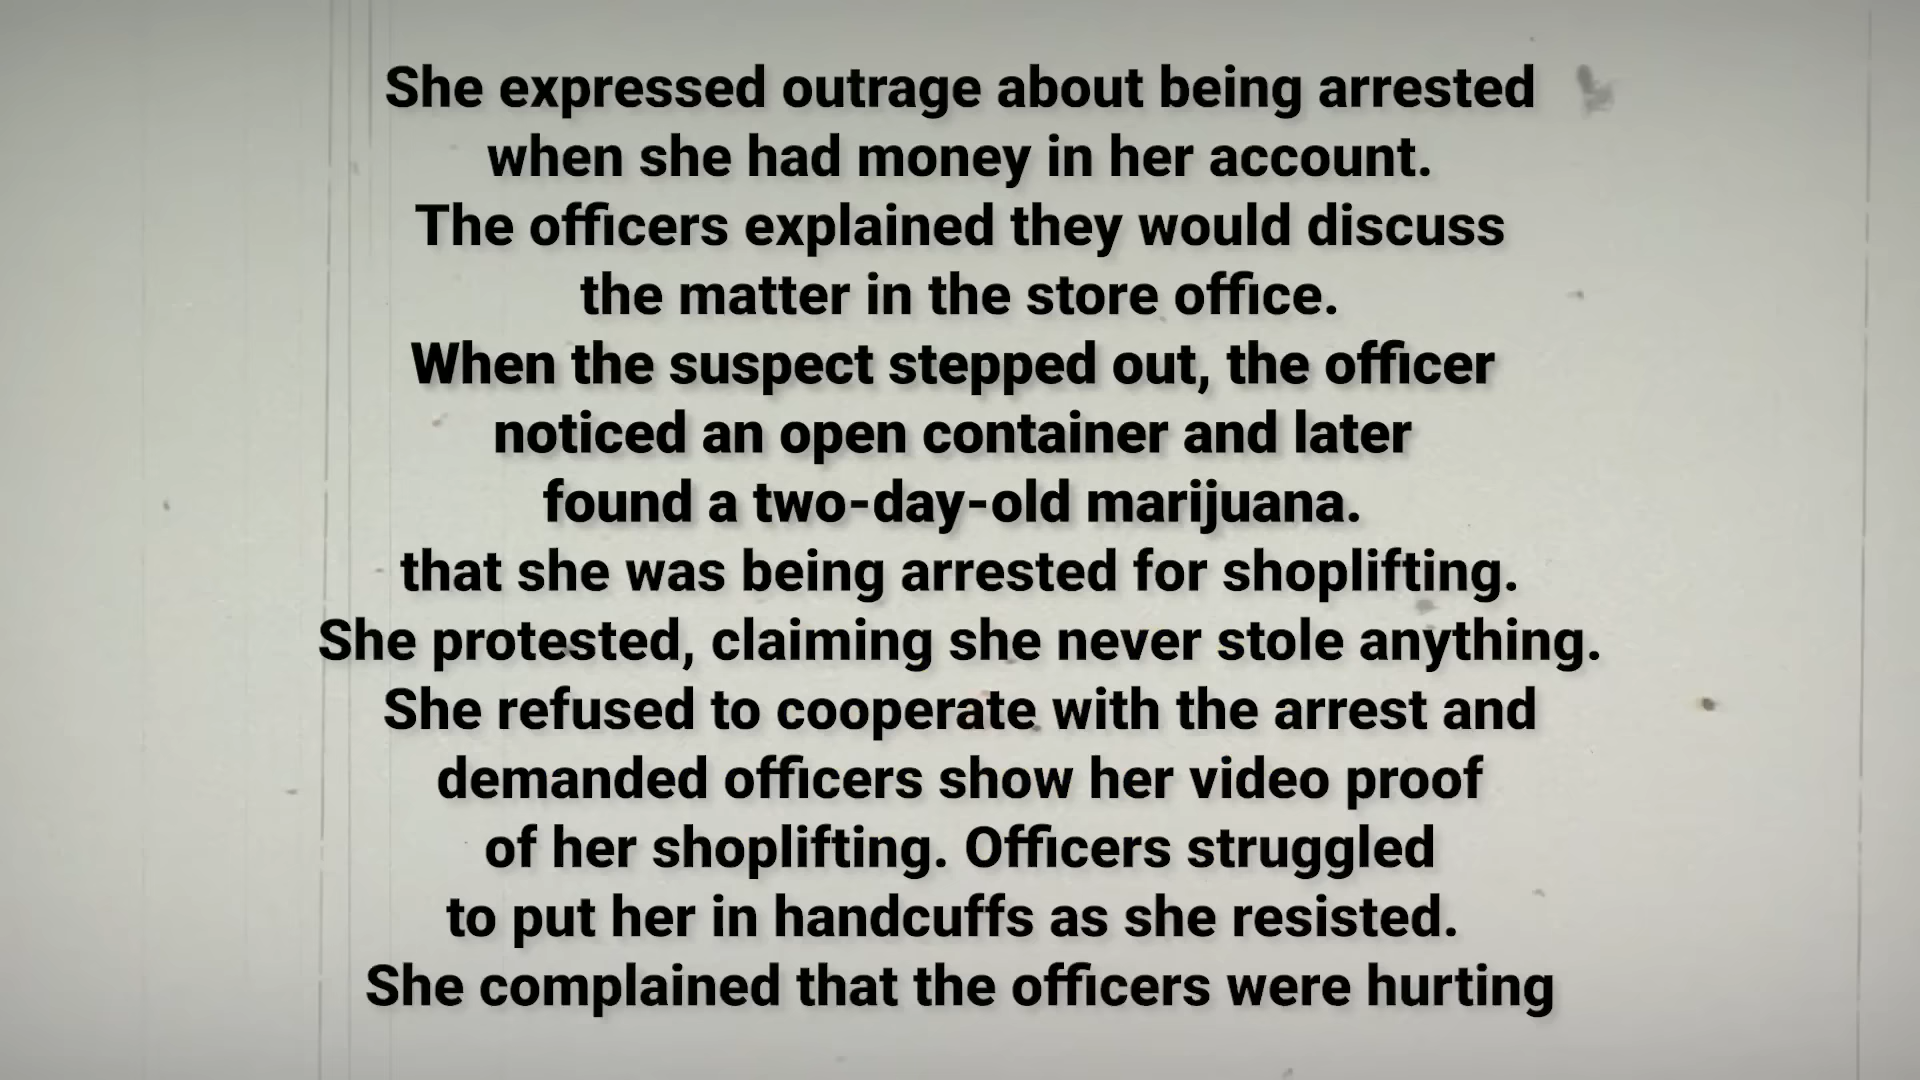 She expressed outrage about being arrested
when she had money in her account.
The officers explained they would discuss
the matter in the store office.
When the suspect stepped out, the officer
noticed an open container and later
found a two-day-old marijuana.
that she was being arrested for shoplifting.
She protested, claiming she never stole anything.
She refused to cooperate with the arrest and
demanded officers show her video proof
of her shoplifting. Officers struggled
to put her in handcuffs as she resisted.
She complained that the officers were hurting